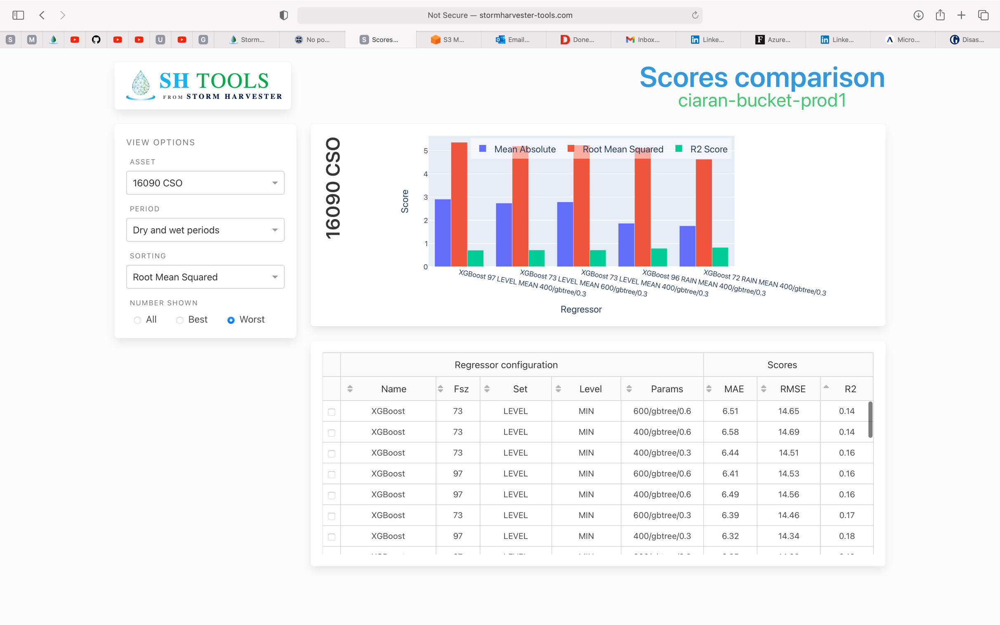 Not Secure — stormharvester-tools.com
S M U G Storm... No po... S Scores... S3 M... Email... Done... Inbox... Linke... Azure... Linke... Micro... Disas...
SH TOOLS
FROM STORM HARVESTER
Scores comparison
ciaran-bucket-prod1
VIEW OPTIONS
ASSET
16090 CSO
PERIOD
Dry and wet periods
SORTING
Root Mean Squared
NUMBER SHOWN
All Best Worst
16090 CSO
Mean Absolute Root Mean Squared R2 Score
Score
5
4
3
2
1
0
XGBoost 97 LEVEL MEAN 400/gbtree/0.3
XGBoost 73 LEVEL MEAN 600/gbtree/0.3
XGBoost 73 LEVEL MEAN 400/gbtree/0.3
XGBoost 96 RAIN MEAN 400/gbtree/0.3
XGBoost 72 RAIN MEAN 400/gbtree/0.3
Regressor
Regressor configuration Scores
Name Fsz Set Level Params MAE RMSE R2
XGBoost 73 LEVEL MIN 600/gbtree/0.6 6.51 14.65 0.14
XGBoost 73 LEVEL MIN 400/gbtree/0.6 6.58 14.69 0.14
XGBoost 73 LEVEL MIN 400/gbtree/0.3 6.44 14.51 0.16
XGBoost 97 LEVEL MIN 600/gbtree/0.6 6.41 14.53 0.16
XGBoost 97 LEVEL MIN 400/gbtree/0.6 6.49 14.56 0.16
XGBoost 73 LEVEL MIN 600/gbtree/0.3 6.39 14.46 0.17
XGBoost 97 LEVEL MIN 400/gbtree/0.3 6.32 14.34 0.18